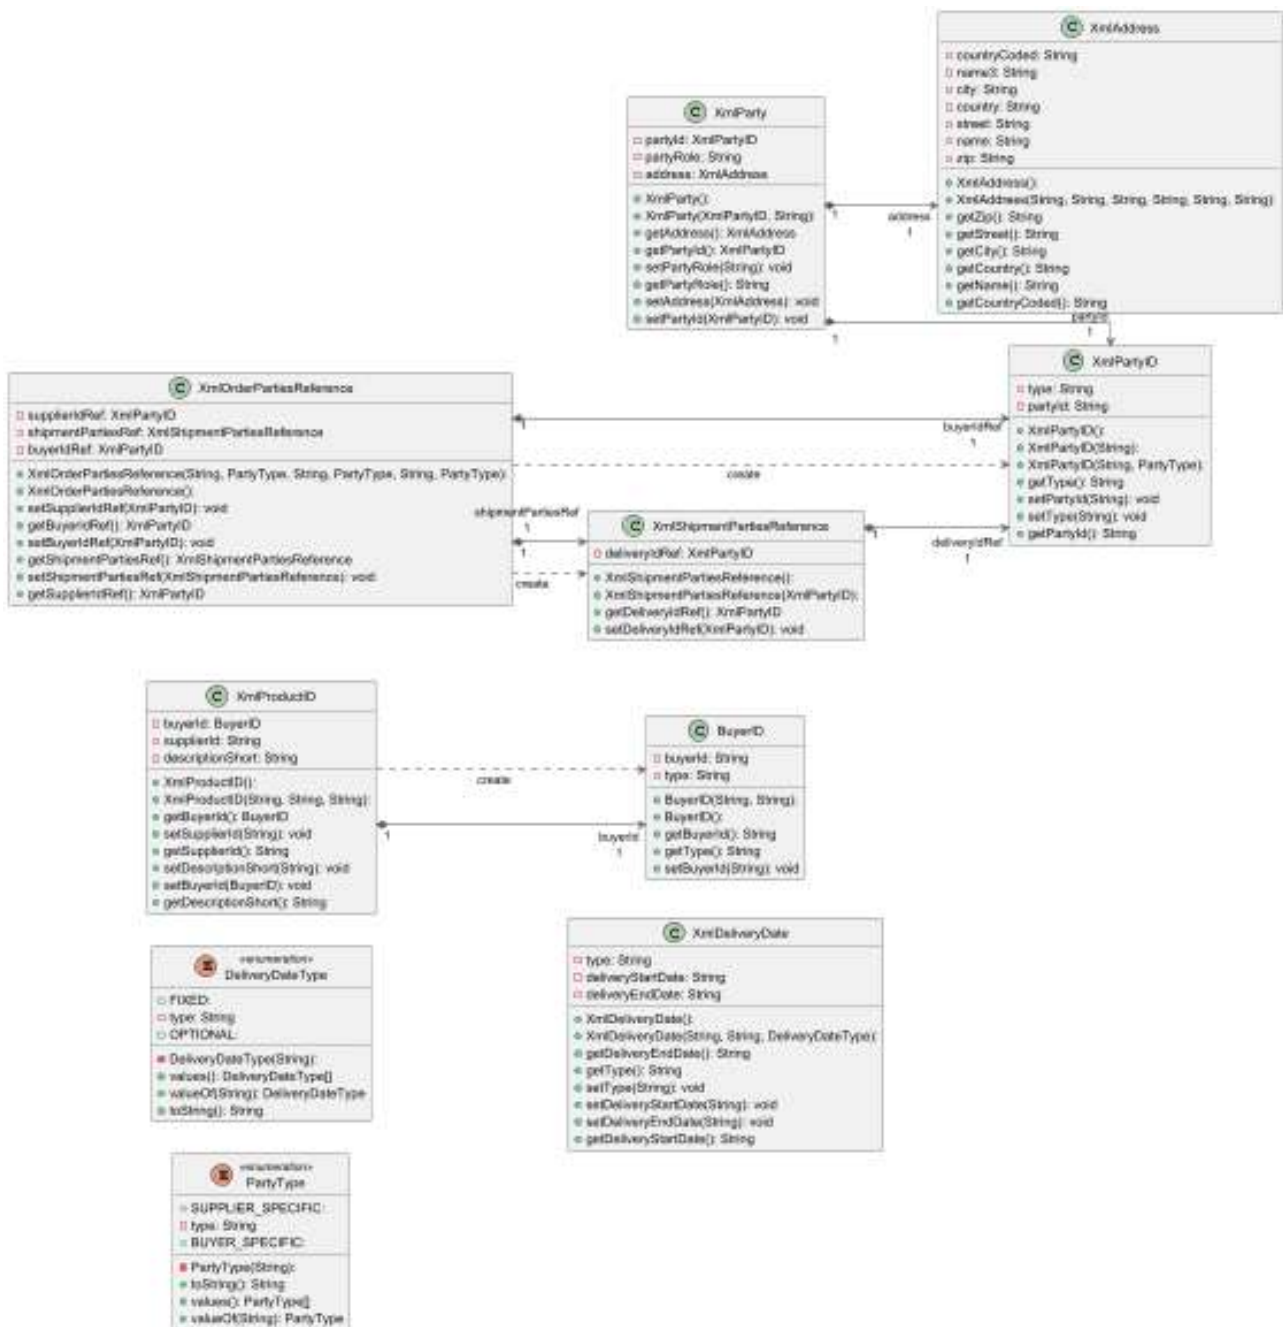 C XmlAddress
countryCoded: String
name3: String
city: String
country: String
street: String
name: String
zip: String
XmlAddress():
XmlAddress(String, String, String, String, String, String)
getZip(): String
getStreet(): String
getCity(): String
getCountry(): String
getName(): String
getCountryCoded(): String
C XmlParty
partyId: XmlPartyID
partyRole: String
address: XmlAddress
XmlParty():
XmlParty(XmlPartyID, String)
getAddress(): XmlAddress
getPartyId(): XmlPartyID
setPartyRole(String): void
getPartyRole(): String
setAddress(XmlAddress): void
setPartyId(XmlPartyID): void
1
address
1
partyId
1
1
C XmlPartyID
type: String
partyId: String
XmlPartyID():
XmlPartyID(String):
XmlPartyID(String, PartyType)
getType(): String
setPartyId(String): void
setType(String): void
getPartyId(): String
C XmlOrderPartiesReference
supplierIdRef: XmlPartyID
shipmentPartiesRef: XmlShipmentPartiesReference
buyerIdRef: XmlPartyID
XmlOrderPartiesReference(String, PartyType, String, PartyType, String, PartyType):
XmlOrderPartiesReference():
setSupplierIdRef(XmlPartyID): void
getBuyerIdRef(): XmlPartyID
setBuyerIdRef(XmlPartyID): void
getShipmentPartiesRef(): XmlShipmentPartiesReference
setShipmentPartiesRef(XmlShipmentPartiesReference): void
getSupplierIdRef(): XmlPartyID
1
buyerIdRef
1
create
shipmentPartiesRef
1
1
create
C XmlShipmentPartiesReference
deliveryIdRef: XmlPartyID
XmlShipmentPartiesReference():
XmlShipmentPartiesReference(XmlPartyID):
getDeliveryIdRef(): XmlPartyID
setDeliveryIdRef(XmlPartyID): void
1
deliveryIdRef
1
C XmlProductID
buyerId: BuyerID
supplierId: String
descriptionShort: String
XmlProductID():
XmlProductID(String, String, String):
getBuyerId(): BuyerID
setSupplierId(String): void
getSupplierId(): String
setDescriptionShort(String): void
setBuyerId(BuyerID): void
getDescriptionShort(): String
create
1
buyerId
1
C BuyerID
buyerId: String
type: String
BuyerID(String, String):
BuyerID():
getBuyerId(): String
getType(): String
setBuyerId(String): void
E «enumeration»
DeliveryDateType
FIXED:
type: String
OPTIONAL:
DeliveryDateType(String):
values(): DeliveryDateType[]
valueOf(String): DeliveryDateType
toString(): String
C XmlDeliveryDate
type: String
deliveryStartDate: String
deliveryEndDate: String
XmlDeliveryDate():
XmlDeliveryDate(String, String, DeliveryDateType):
getDeliveryEndDate(): String
getType(): String
setType(String): void
setDeliveryStartDate(String): void
setDeliveryEndDate(String): void
getDeliveryStartDate(): String
E «enumeration»
PartyType
SUPPLIER_SPECIFIC:
type: String
BUYER_SPECIFIC:
PartyType(String):
toString(): String
values(): PartyType[]
valueOf(String): PartyType